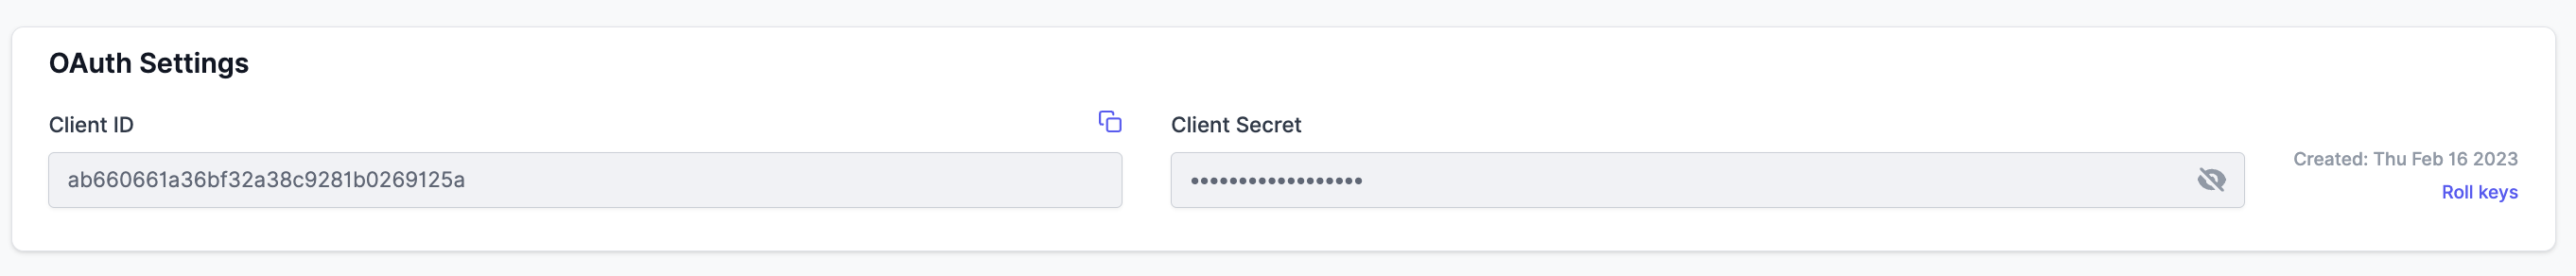 OAuth Settings
Client ID
ab660661a36bf32a38c9281b0269125a
Client Secret
••••••••••••••••••
Created: Thu Feb 16 2023
Roll keys